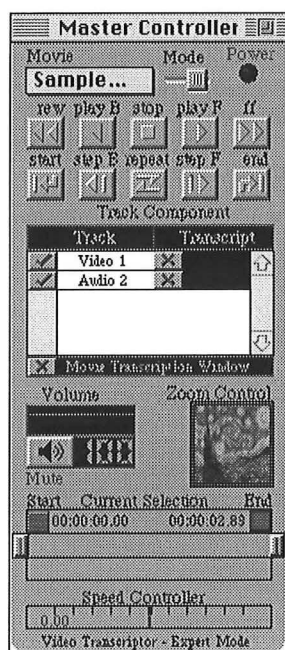 Master Controller
Movie Mode Power
Sample...
rew play B stop play F ff
start step B repeat step F end
Track Component
Track Transcript
Video 1
Audio 2
Movie Transcription Window
Volume Zoom Control
100
Mute
Start Current Selection End
00:00:00.00 00:00:02.89
Speed Controller
0.00
Video Transcriptor - Expert Mode